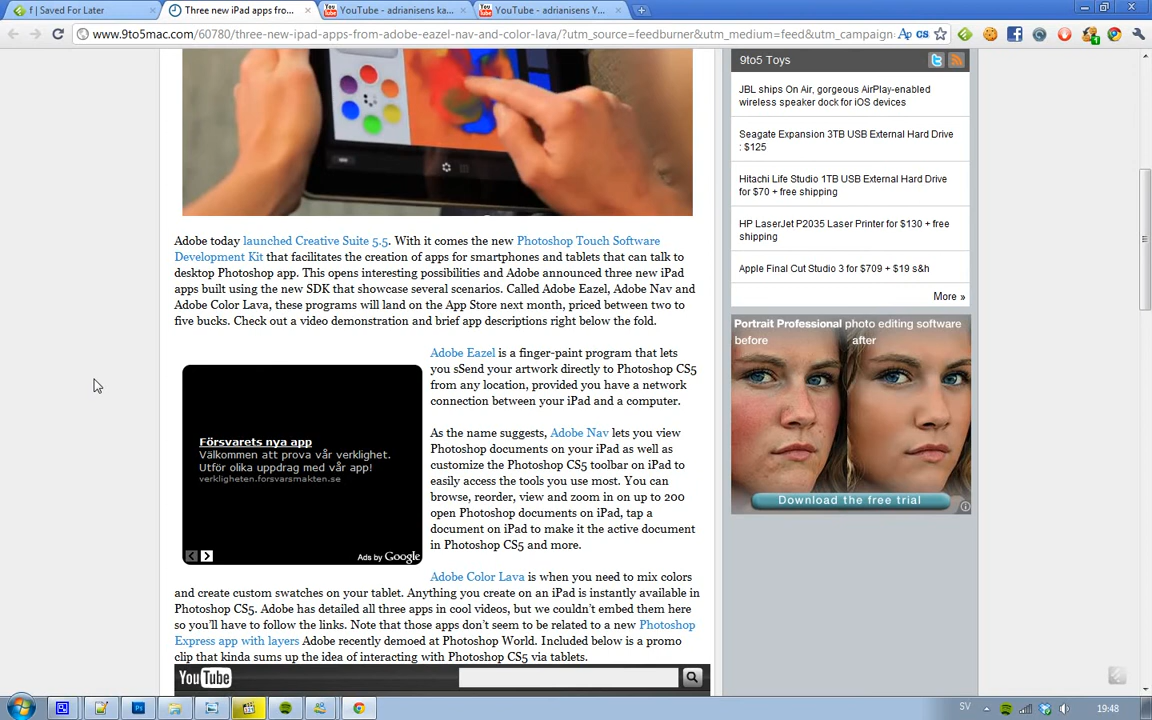 f | Saved For Later
Three new iPad apps fro...
YouTube - adrianisens ka...
YouTube - adrianisens Y...
www.9to5mac.com/60780/three-new-ipad-apps-from-adobe-eazel-nav-and-color-lava/?utm_source=feedburner&utm_medium=feed&utm_campaign:
9to5 Toys
JBL ships On Air, gorgeous AirPlay-enabled
wireless speaker dock for iOS devices
Seagate Expansion 3TB USB External Hard Drive
: $125
Hitachi Life Studio 1TB USB External Hard Drive
for $70 + free shipping
HP LaserJet P2035 Laser Printer for $130 + free
shipping
Apple Final Cut Studio 3 for $709 + $19 s&h
More »
Adobe today launched Creative Suite 5.5. With it comes the new Photoshop Touch Software
Development Kit that facilitates the creation of apps for smartphones and tablets that can talk to
desktop Photoshop app. This opens interesting possibilities and Adobe announced three new iPad
apps built using the new SDK that showcase several scenarios. Called Adobe Eazel, Adobe Nav and
Adobe Color Lava, these programs will land on the App Store next month, priced between two to
five bucks. Check out a video demonstration and brief app descriptions right below the fold.
Portrait Professional photo editing software
before after
Download the free trial
Försvarets nya app
Välkommen att prova vår verklighet.
Utför olika uppdrag med vår app!
verkligheten.forsvarsmakten.se
Ads by Google
Adobe Eazel is a finger-paint program that lets
you sSend your artwork directly to Photoshop CS5
from any location, provided you have a network
connection between your iPad and a computer.
As the name suggests, Adobe Nav lets you view
Photoshop documents on your iPad as well as
customize the Photoshop CS5 toolbar on iPad to
easily access the tools you use most. You can
browse, reorder, view and zoom in on up to 200
open Photoshop documents on iPad, tap a
document on iPad to make it the active document
in Photoshop CS5 and more.
Adobe Color Lava is when you need to mix colors
and create custom swatches on your tablet. Anything you create on an iPad is instantly available in
Photoshop CS5. Adobe has detailed all three apps in cool videos, but we couldn't embed them here
so you'll have to follow the links. Note that those apps don't seem to be related to a new Photoshop
Express app with layers Adobe recently demoed at Photoshop World. Included below is a promo
clip that kinda sums up the idea of interacting with Photoshop CS5 via tablets.
YouTube
SV
19:48